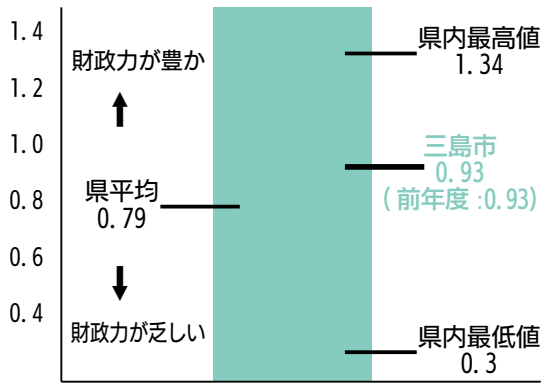 1.4
1.2
1.0
0.8
0.6
0.4
財政力が豊か
県平均
0.79
財政力が乏しい
県内最高値
1.34
三島市
0.93
(前年度:0.93)
県内最低値
0.3